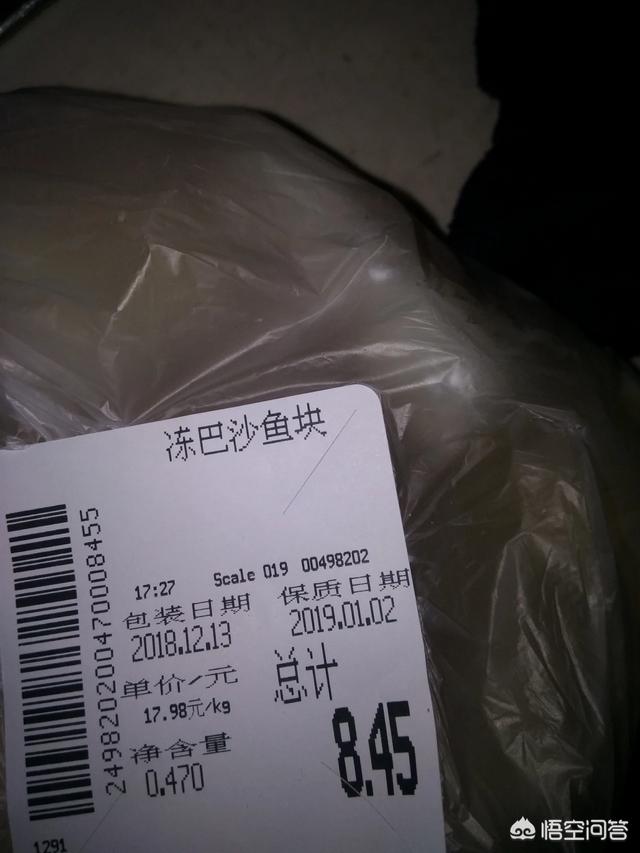 冻巴沙鱼块
17:27 Scale 019 00498202
包装日期 保质日期
2018.12.13 2019.01.02
单价/元 总计
17.98元/kg
净含量 8.45
0.470
249820200470008455
1291
悟空问答